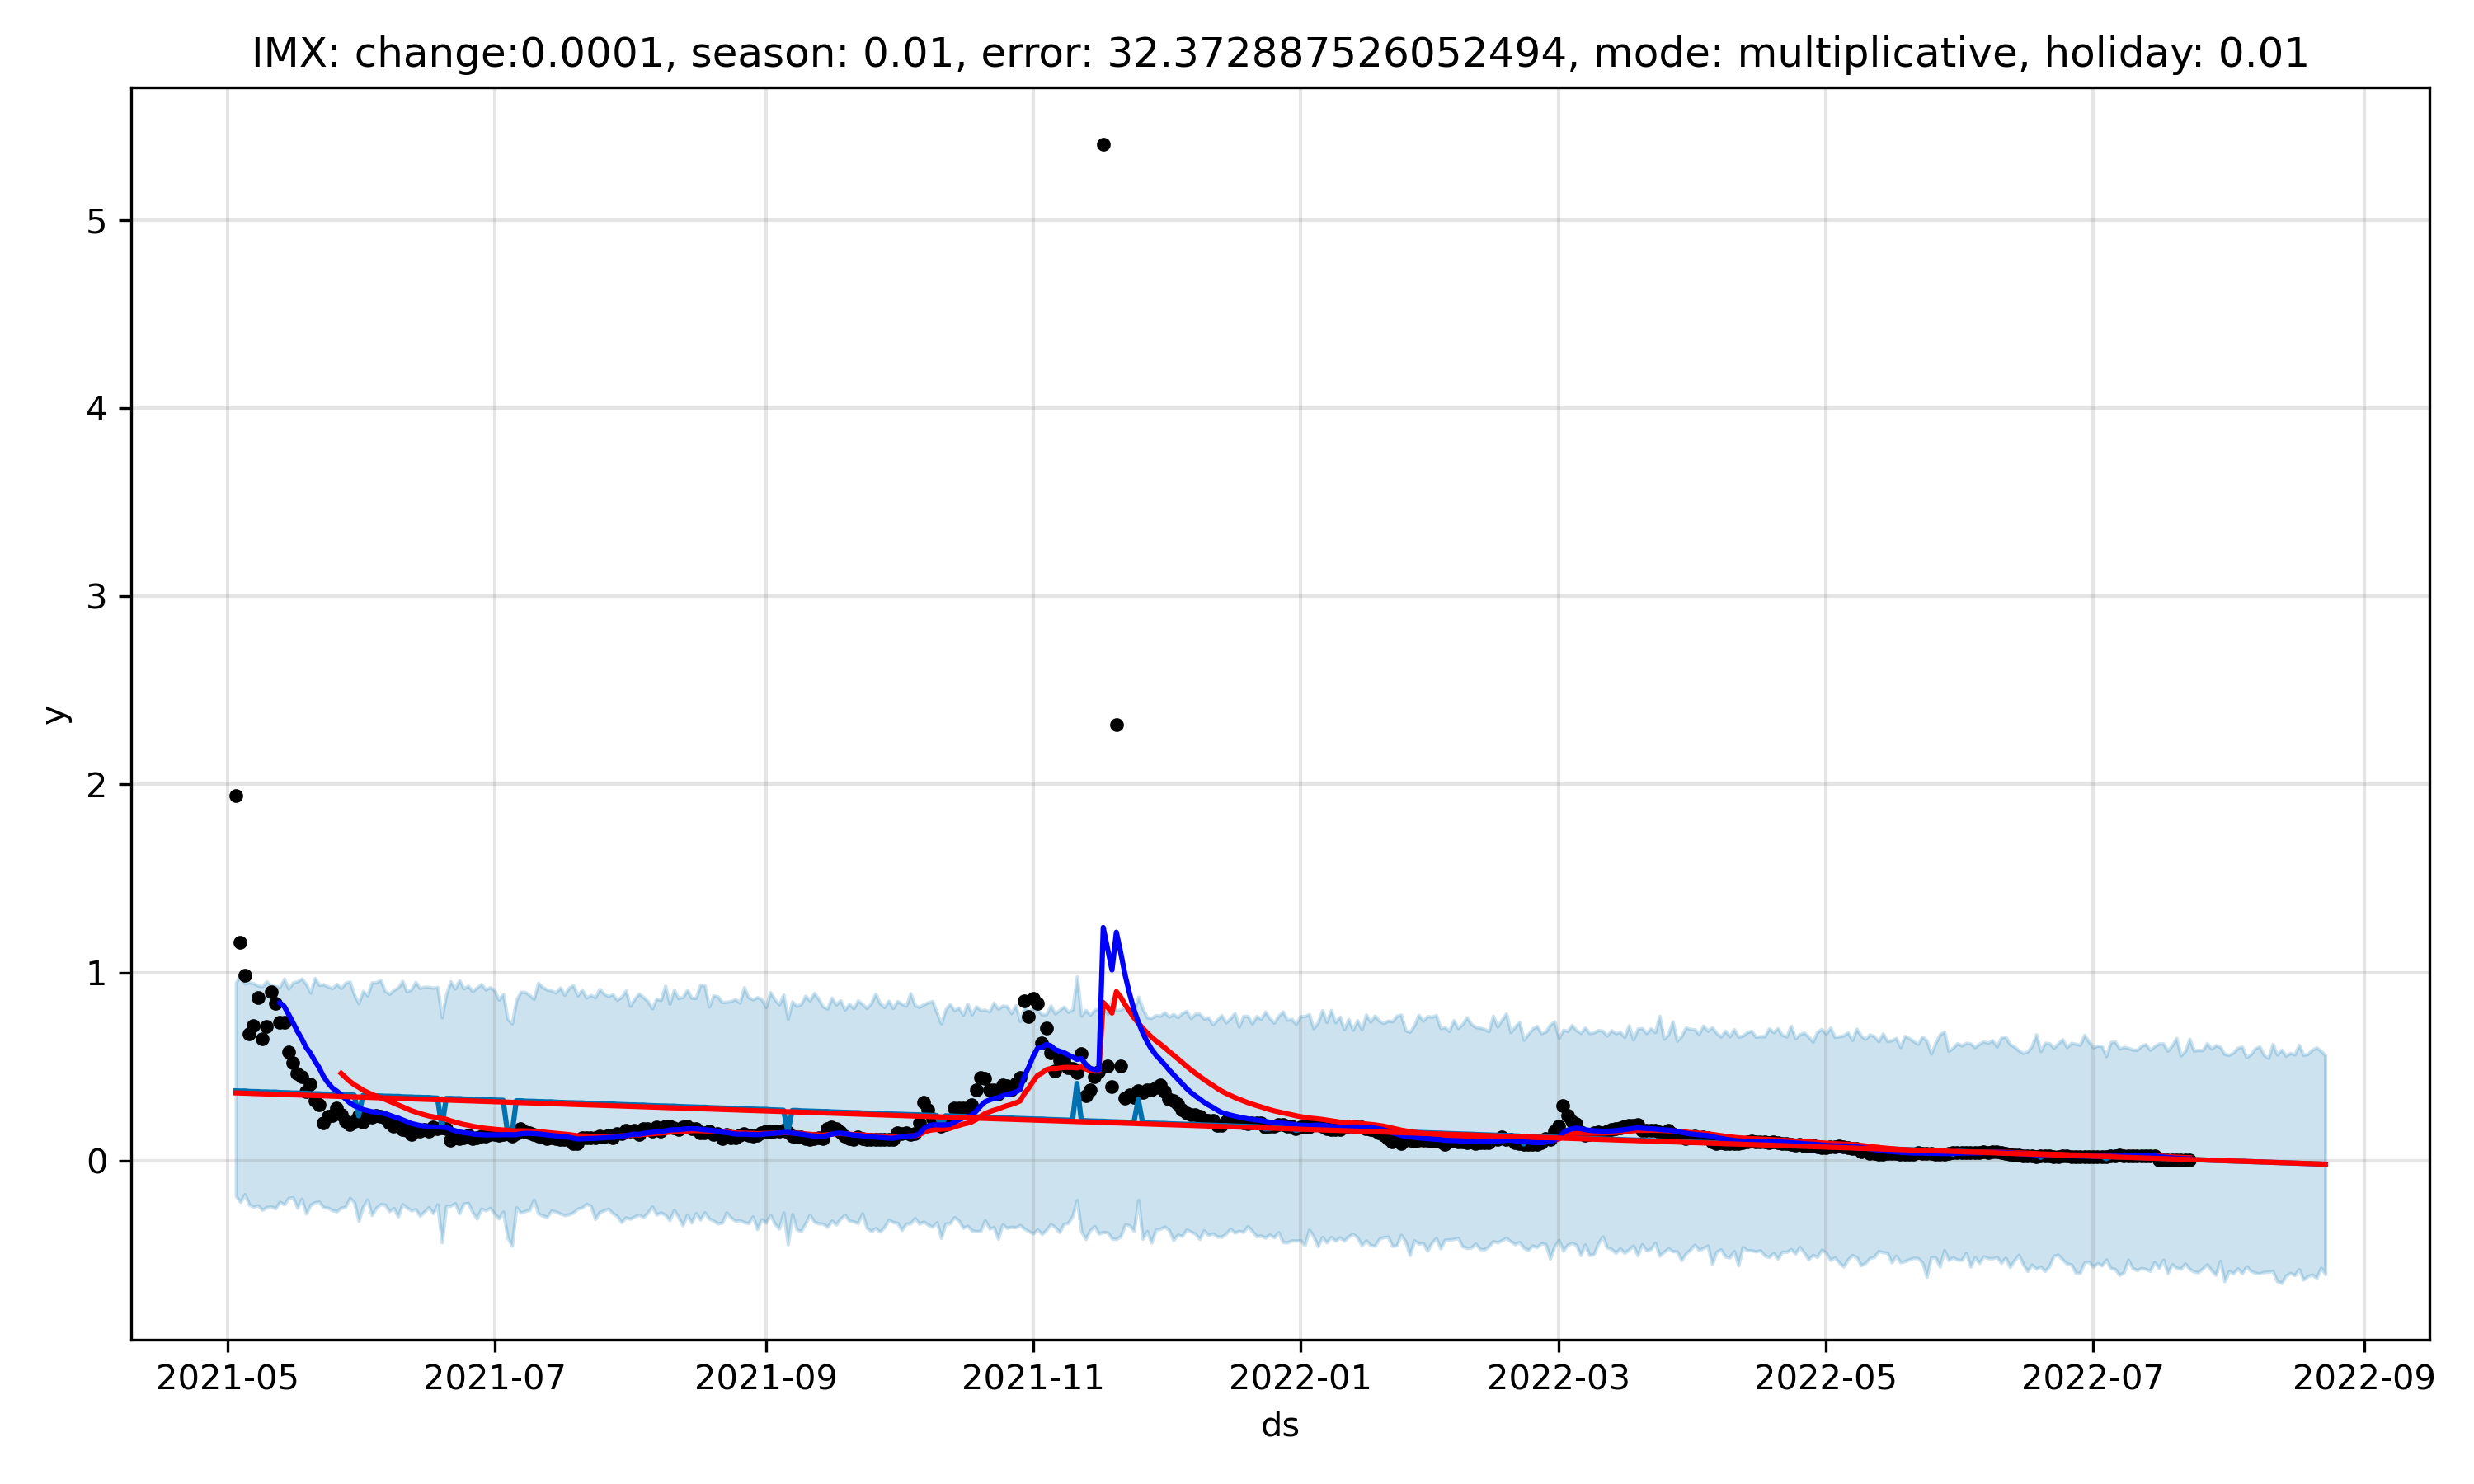 IMX: change:0.0001, season: 0.01, error: 32.372887526052494, mode: multiplicative, holiday: 0.01
5
4
3
2
1
0
y
2021-05 2021-07 2021-09 2021-11 2022-01 2022-03 2022-05 2022-07 2022-09
ds